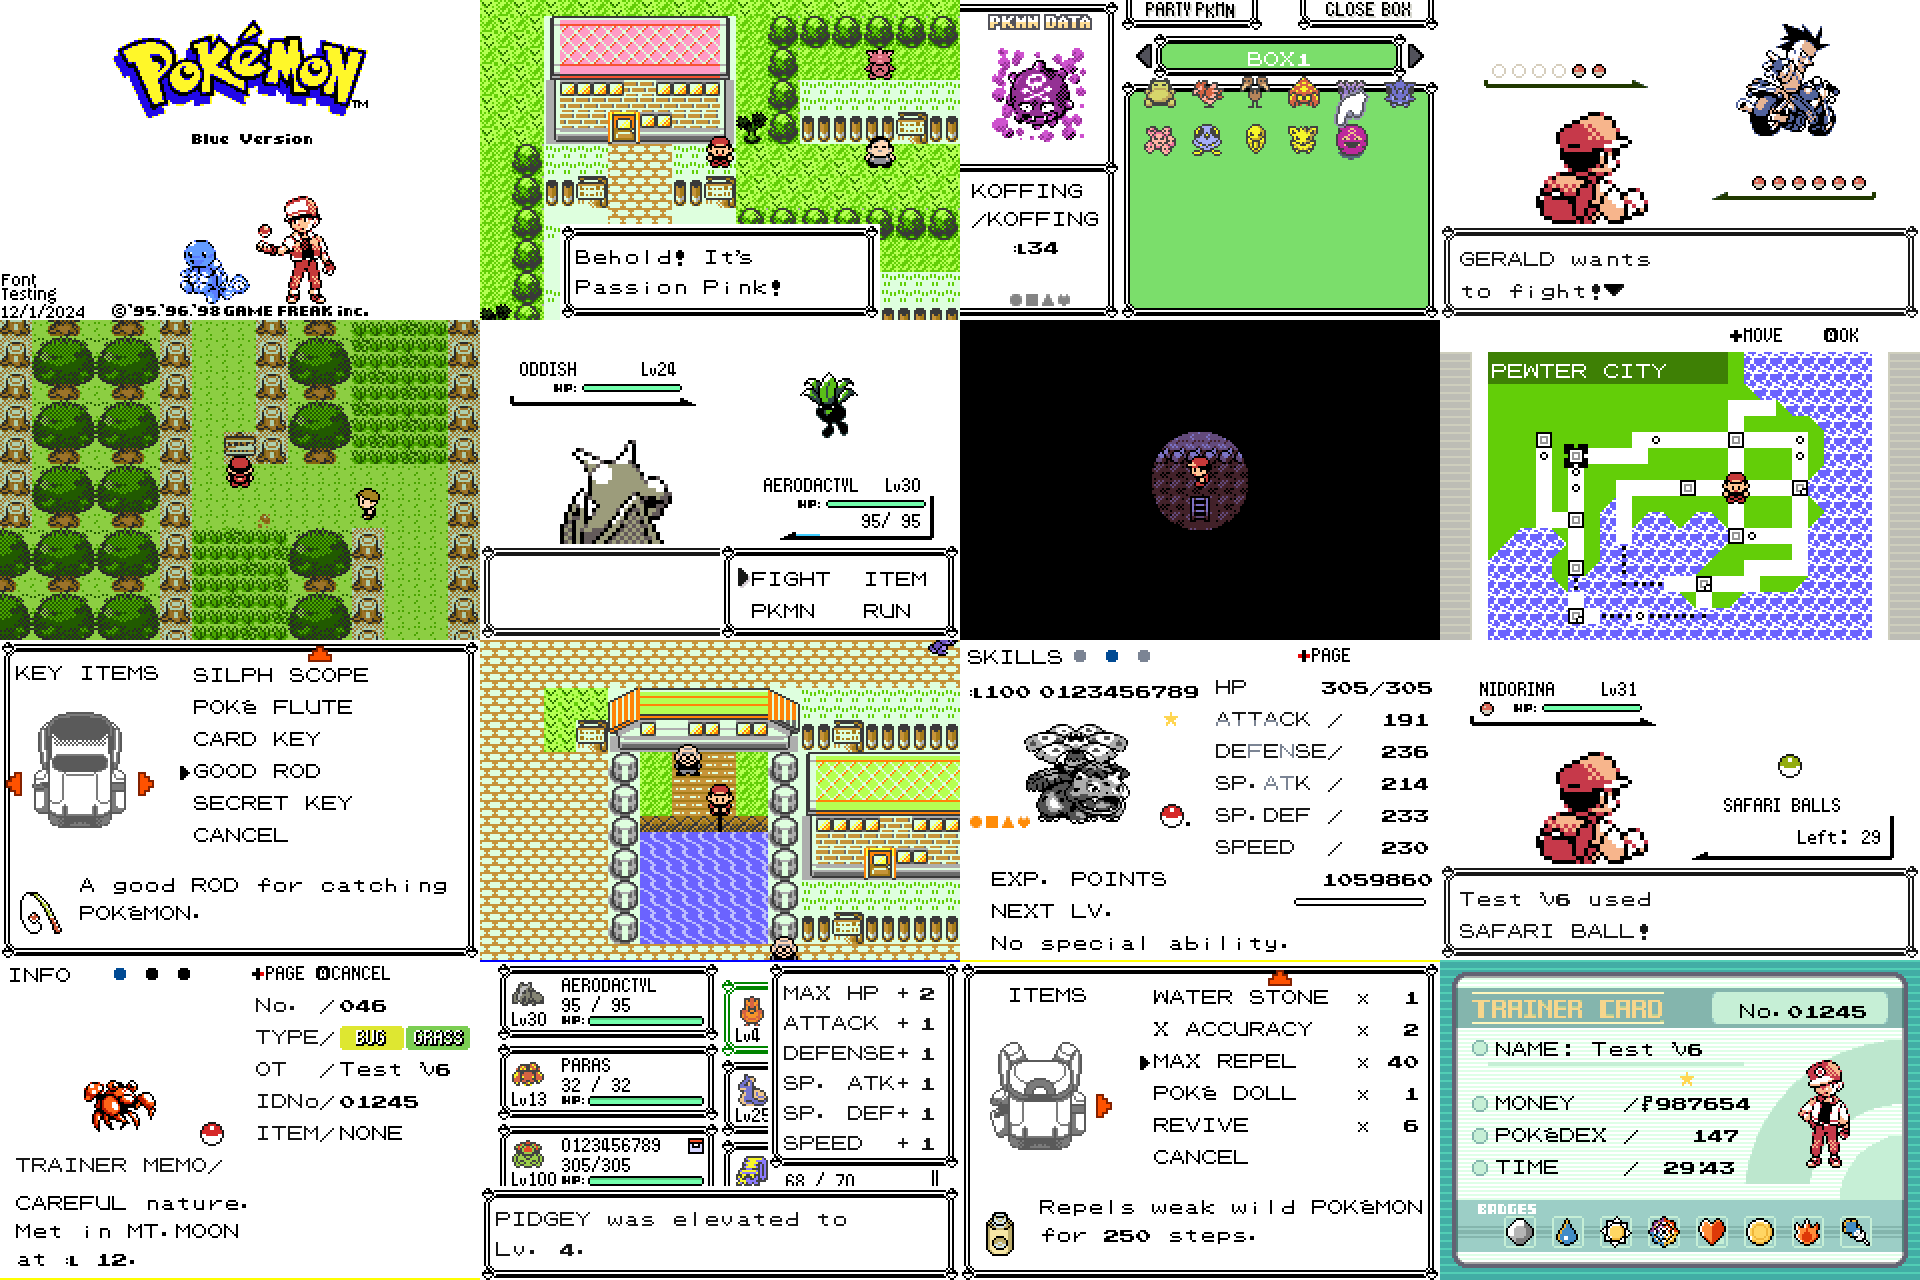 POKéMON TM
Blue Version
Font
Testing
12/1/2024
©'95.'96.'98 GAME FREAK inc.
Behold! It's
Passion Pink!
PKMN DATA
PARTY PKMN
CLOSE BOX
BOX1
KOFFING
/KOFFING
:L34
GERALD wants
to fight!
ODDISH Lv24
HP:
AERODACTYL Lv30
HP:
95/ 95
FIGHT ITEM
PKMN RUN
MOVE OK
PEWTER CITY
KEY ITEMS
SILPH SCOPE
POKé FLUTE
CARD KEY
GOOD ROD
SECRET KEY
CANCEL
A good ROD for catching
POKéMON.
SKILLS
PAGE
:L100 0123456789
HP 305/305
ATTACK / 191
DEFENSE/ 236
SP.ATK / 214
SP.DEF / 233
SPEED / 230
EXP. POINTS 1059860
NEXT LV.
No special ability.
NIDORINA Lv31
HP:
SAFARI BALLS
Left: 29
Test V6 used
SAFARI BALL!
INFO
PAGE CANCEL
No. /046
TYPE/ BUG GRASS
OT /Test V6
IDNo/01245
ITEM/NONE
TRAINER MEMO/
CAREFUL nature.
Met in MT.MOON
at :L 12.
AERODACTYL
95 / 95
Lv30 HP:
PARAS
32 / 32
Lv13 HP:
0123456789
305/305
Lv100 HP:
Lv4
Lv25
68 / 70
MAX HP + 2
ATTACK + 1
DEFENSE+ 1
SP. ATK+ 1
SP. DEF+ 1
SPEED + 1
PIDGEY was elevated to
Lv. 4.
ITEMS
WATER STONE x 1
X ACCURACY x 2
MAX REPEL x 40
POKé DOLL x 1
REVIVE x 6
CANCEL
Repels weak wild POKéMON
for 250 steps.
TRAINER CARD
No. 01245
NAME: Test V6
MONEY /₽987654
POKéDEX / 147
TIME / 29:43
BADGES